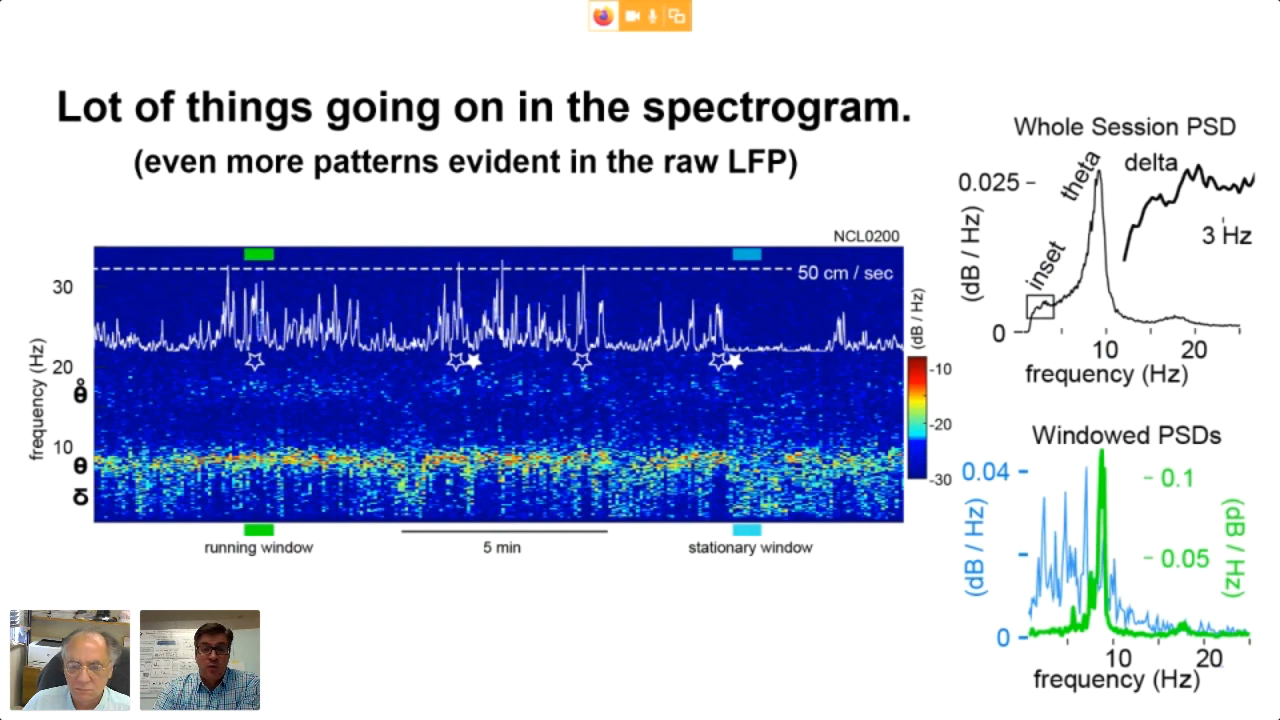 Lot of things going on in the spectrogram.
(even more patterns evident in the raw LFP)
NCL0200
50 cm / sec
30
20
10
frequency (Hz)
θ
δ
(dB / Hz)
-10
-20
-30
running window
5 min
stationary window
Whole Session PSD
theta
delta
0.025
(dB / Hz)
inset
3 Hz
0
10 20
frequency (Hz)
Windowed PSDs
0.04
0.1
(dB / Hz)
0.05
(dB / Hz)
0
10 20
frequency (Hz)